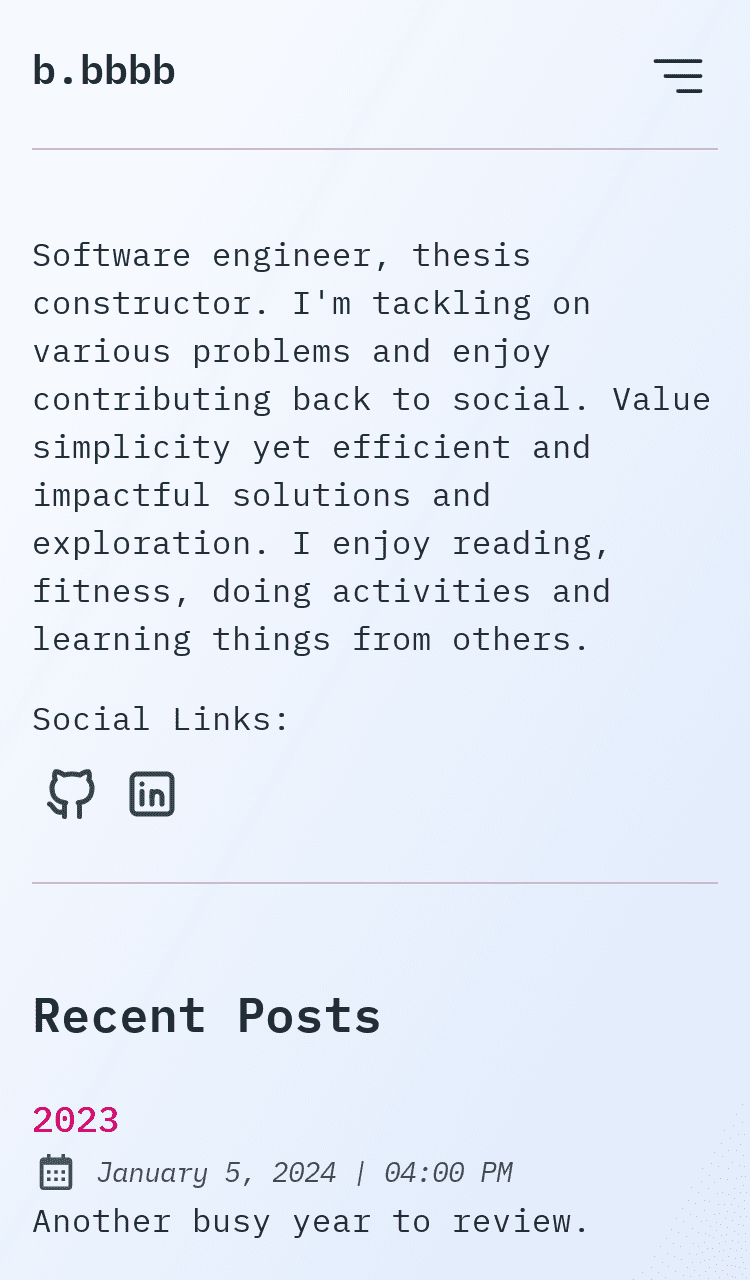 b.bbbb
Software engineer, thesis
constructor. I'm tackling on
various problems and enjoy
contributing back to social. Value
simplicity yet efficient and
impactful solutions and
exploration. I enjoy reading,
fitness, doing activities and
learning things from others.
Social Links:
in
Recent Posts
2023
January 5, 2024 | 04:00 PM
Another busy year to review.